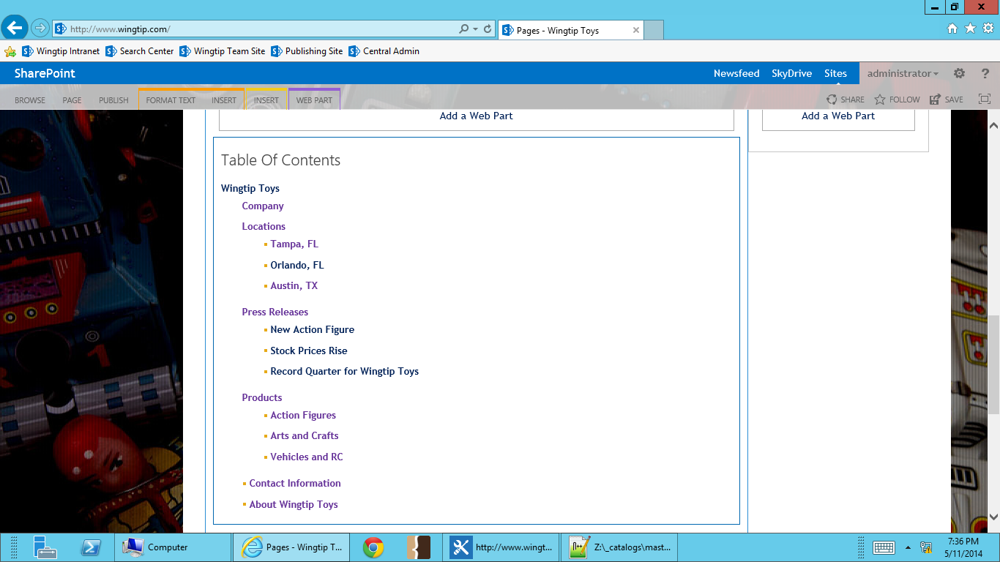 http://www.wingtip.com/
Pages - Wingtip Toys
Wingtip Intranet Search Center Wingtip Team Site Publishing Site Central Admin
SharePoint Newsfeed SkyDrive Sites administrator ?
BROWSE PAGE PUBLISH FORMAT TEXT INSERT INSERT WEB PART SHARE FOLLOW SAVE
Add a Web Part Add a Web Part
Table Of Contents
Wingtip Toys
Company
Locations
Tampa, FL
Orlando, FL
Austin, TX
Press Releases
New Action Figure
Stock Prices Rise
Record Quarter for Wingtip Toys
Products
Action Figures
Arts and Crafts
Vehicles and RC
Contact Information
About Wingtip Toys
Computer Pages - Wingtip T... http://www.wingt... Z:\_catalogs\mast...
7:36 PM
5/11/2014